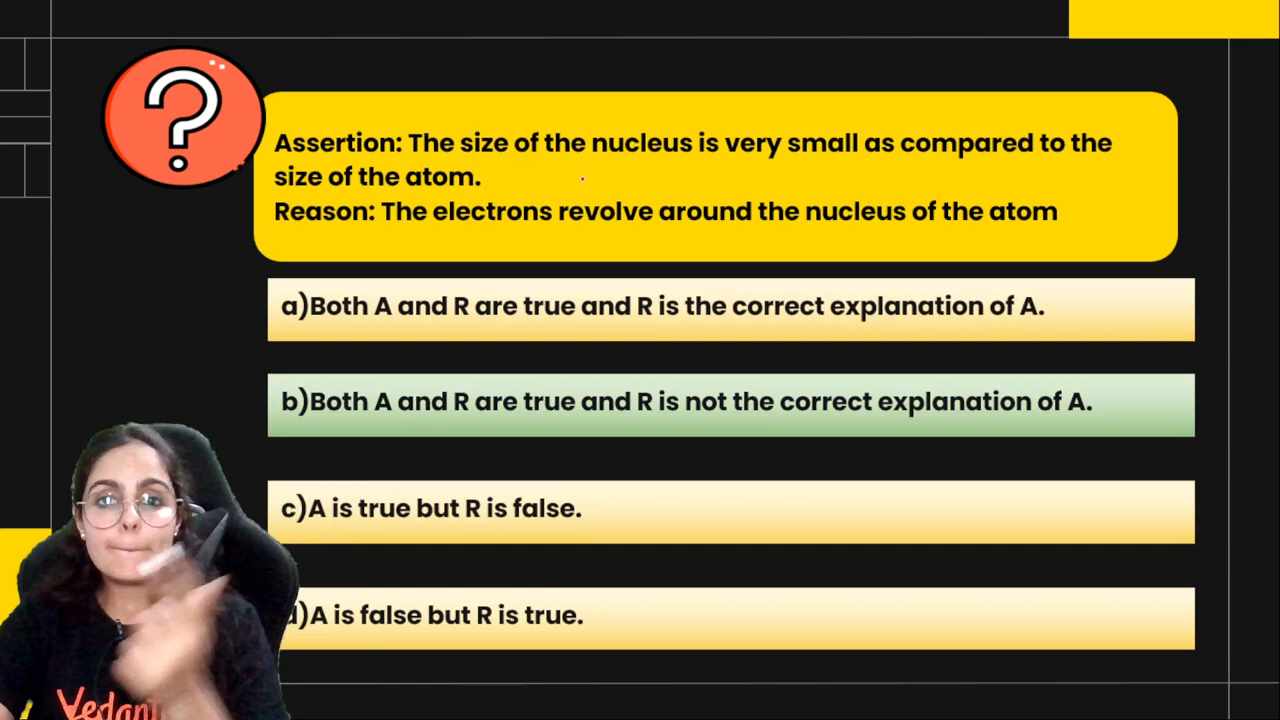 Assertion: The size of the nucleus is very small as compared to the
size of the atom.
Reason: The electrons revolve around the nucleus of the atom
a)Both A and R are true and R is the correct explanation of A.
b)Both A and R are true and R is not the correct explanation of A.
c)A is true but R is false.
d)A is false but R is true.